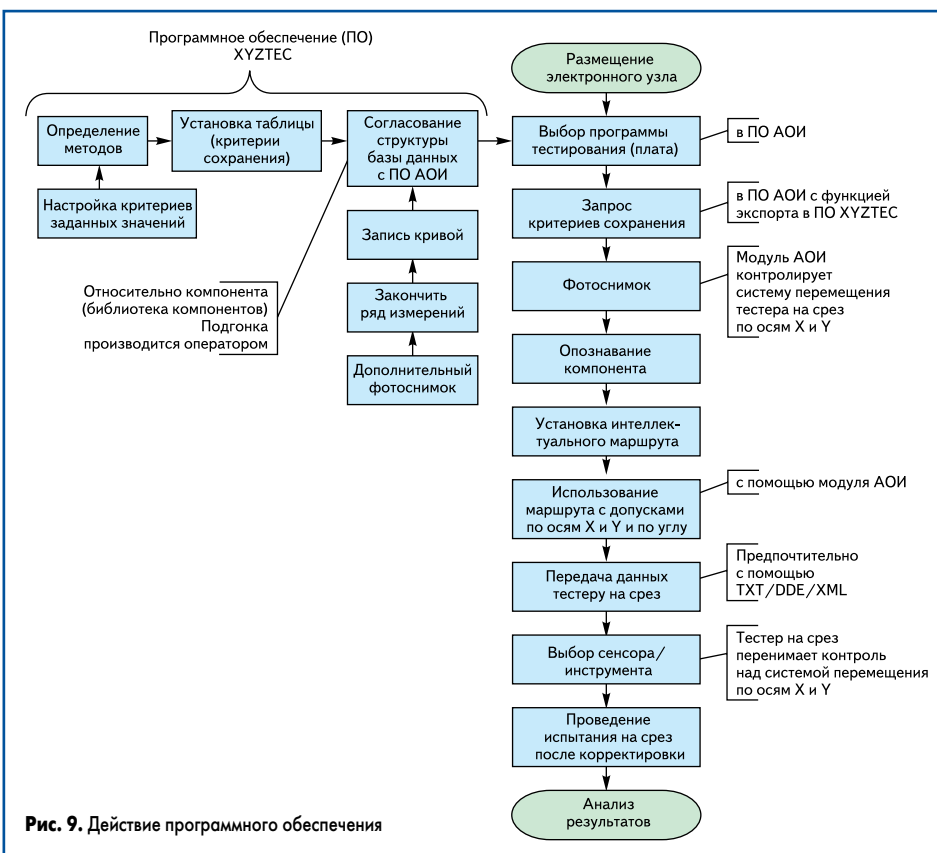 Программное обеспечение (ПО)
XYZTEC
Определение
методов
Установка таблицы
(критерии
сохранения)
Согласование
структуры
базы данных
с ПО АОИ
Настройка критериев
заданных значений
Запись кривой
Закончить
ряд измерений
Дополнительный
фотоснимок
Относительно компонента
(библиотека компонентов)
Подгонка
производится оператором
Размещение
электронного узла
Выбор программы
тестирования (плата)
в ПО АОИ
Запрос
критериев сохранения
в ПО АОИ с функцией
экспорта в ПО XYZTEC
Фотоснимок
Модуль АОИ
контролирует
систему перемещения
тестера на срез
по осям X и Y
Опознавание
компонента
Установка интеллек-
туального маршрута
Использование
маршрута с допусками
по осям X и Y и по углу
с помощью модуля АОИ
Передача данных
тестеру на срез
Предпочтительно
с помощью
TXT/DDE/XML
Выбор сенсора/
инструмента
Тестер на срез
перенимает контроль
над системой перемещения
по осям X и Y
Проведение
испытания на срез
после корректировки
Анализ
результатов
Рис. 9. Действие программного обеспечения